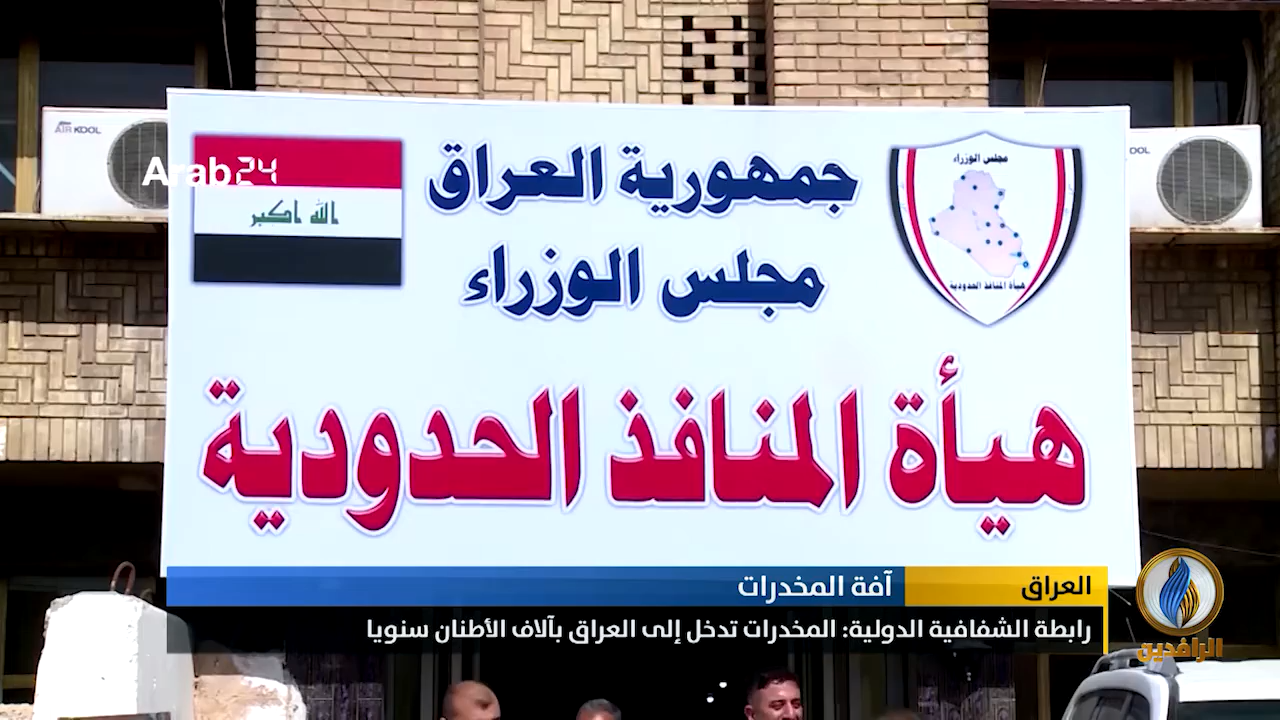 AIR KOOL
OOL
Arab24
الله اكبر
جمهورية العراق
مجلس الوزراء
هيأة المنافذ الحدودية
مجلس الوزراء
هيأة المنافذ الحدودية
العراق
آفة المخدرات
رابطة الشفافية الدولية: المخدرات تدخل إلى العراق بآلاف الأطنان سنويا
الرافدين